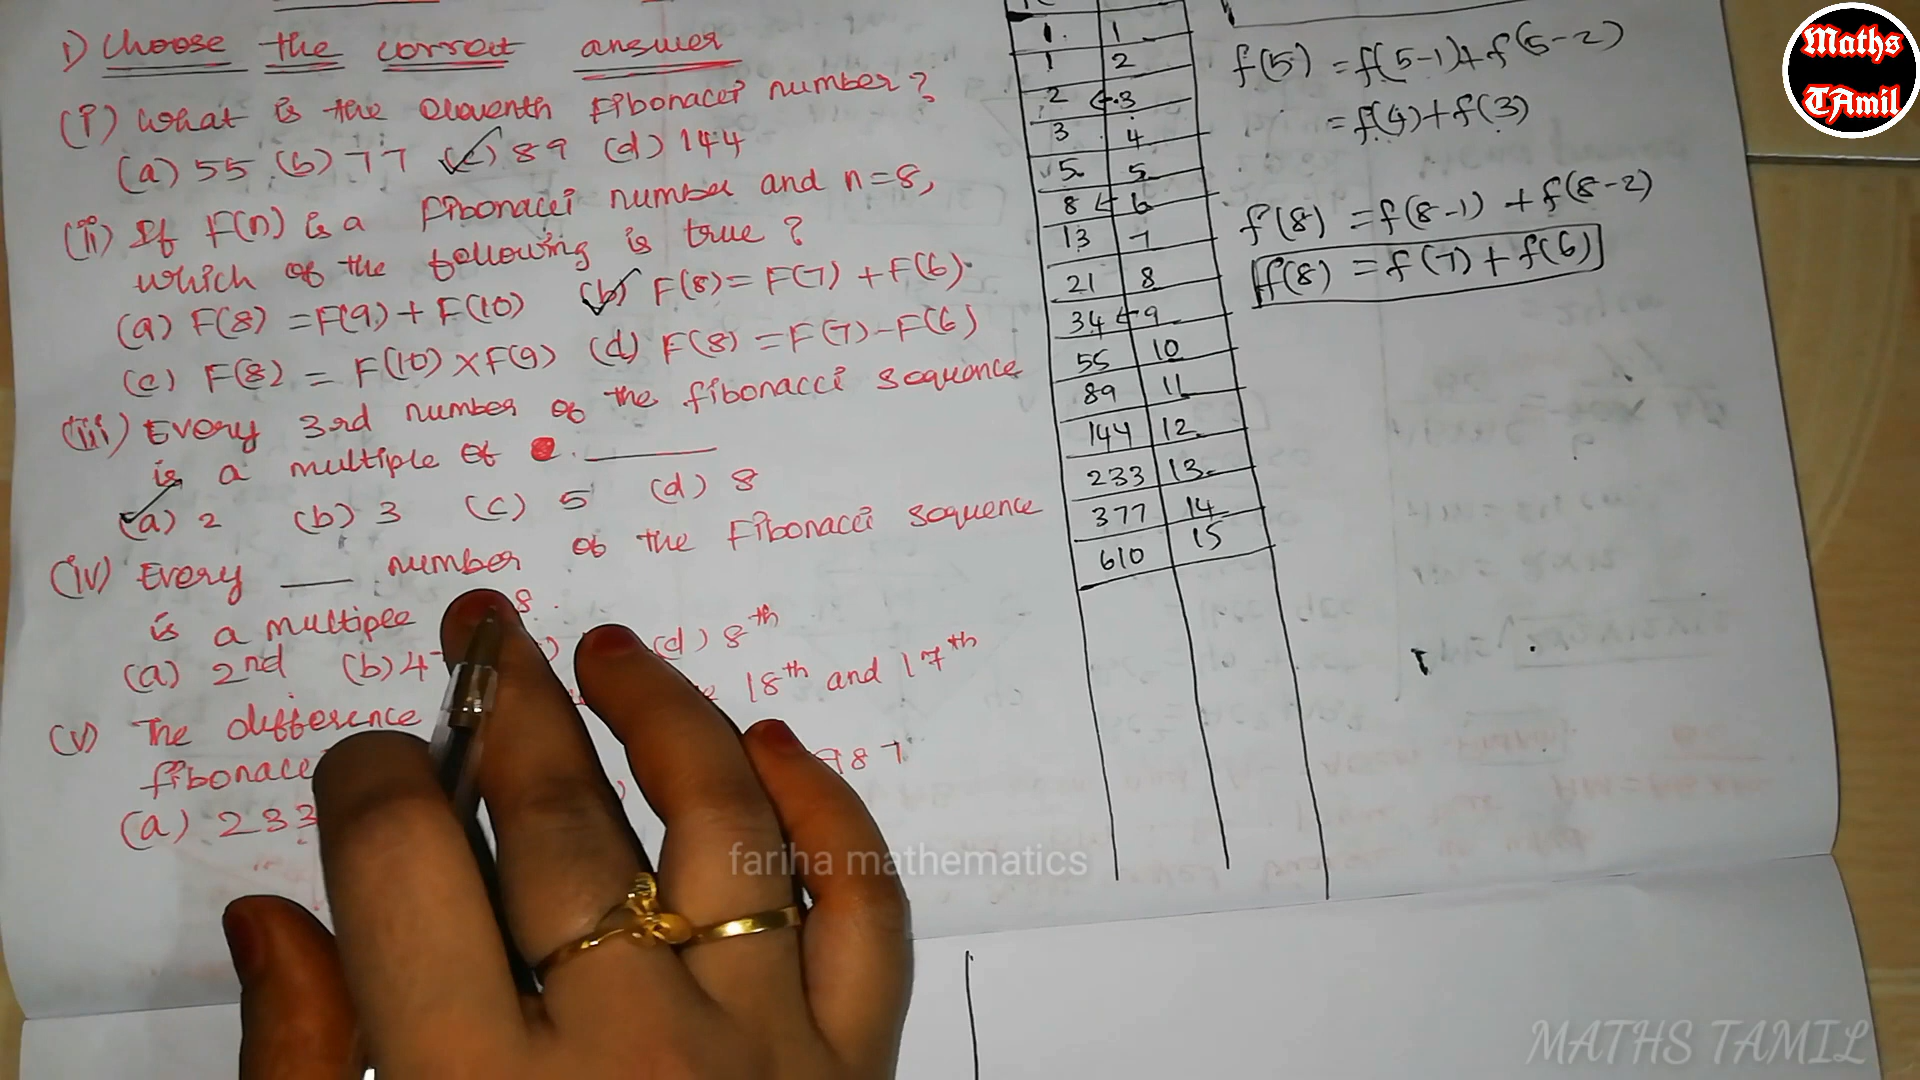 1) Choose the correct answer
(i) What is the eleventh Fibonacci number?
(a) 55 (b) 77 (c) 89 (d) 144
(ii) If F(n) is a Fibonacci number and n=8,
which of the following is true?
(a) F(8) = F(9) + F(10) (b) F(8) = F(7) + F(6)
(c) F(8) = F(10) × F(9) (d) F(8) = F(7) - F(6)
(iii) Every 3rd number of the fibonacci sequence
is a multiple of ______
(a) 2 (b) 3 (c) 5 (d) 8
(iv) Every ___ number of the Fibonacci sequence
is a multiple 8.
(a) 2nd (b) 4 (d) 8th
(v) The difference 18th and 17th
fibonacc
(a) 233 987
1 1
1 2
2 ← 3
3 4
5 5
8 ← 6
13 7
21 8
34 ← 9
55 10
89 11
144 12
233 13
377 14
610 15
f(5) = f(5-1) + f(5-2)
= f(4) + f(3)
f(8) = f(8-1) + f(8-2)
f(8) = f(7) + f(6)
Maths
TAmil
fariha mathematics
MATHS TAMIL